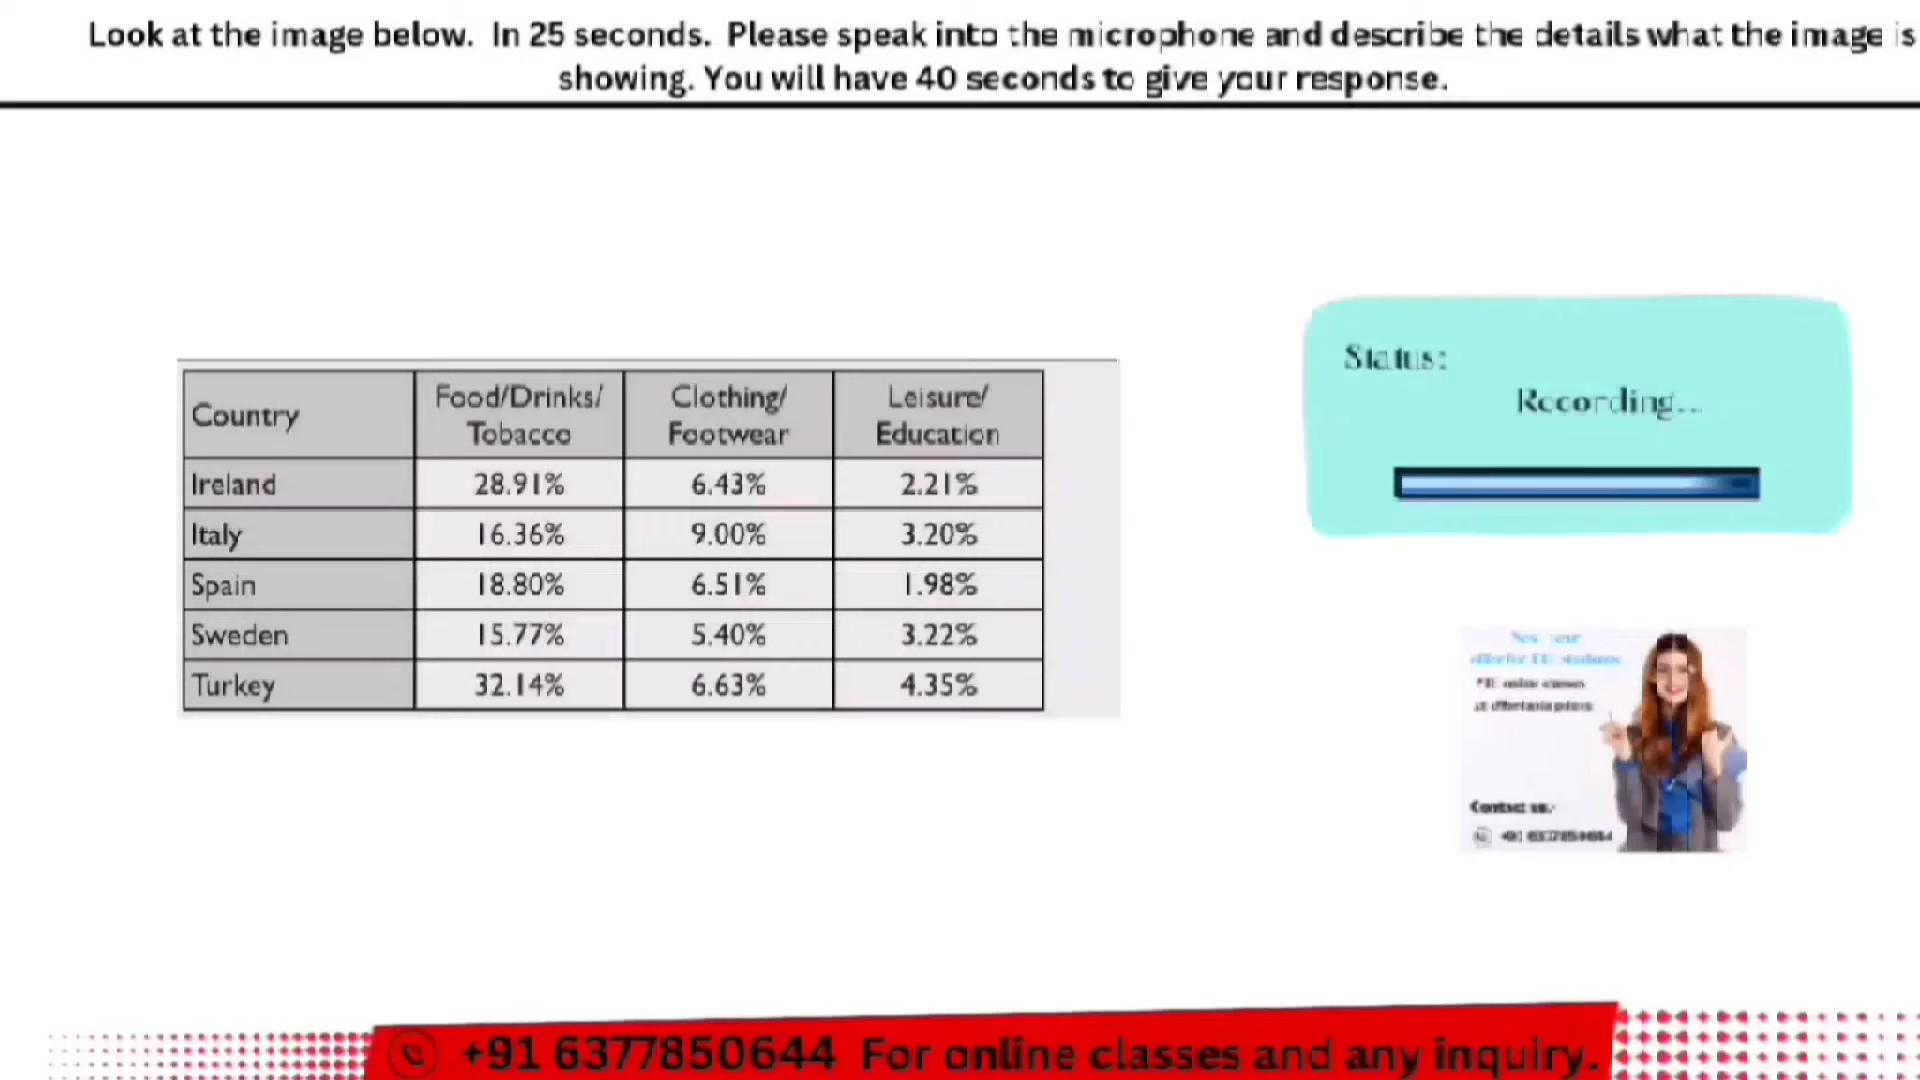 Look at the image below. In 25 seconds. Please speak into the microphone and describe the details what the image is
showing. You will have 40 seconds to give your response.
Country Food/Drinks/ Tobacco Clothing/ Footwear Leisure/ Education
Ireland 28.91% 6.43% 2.21%
Italy 16.36% 9.00% 3.20%
Spain 18.80% 6.51% 1.98%
Sweden 15.77% 5.40% 3.22%
Turkey 32.14% 6.63% 4.35%
Status:
Recording...
Contact us:-
+91 6377850644
+91 6377850644 For online classes and any inquiry.